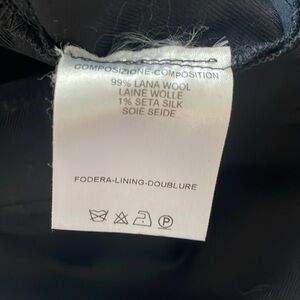 COMPOSIZIONE-COMPOSITION
99% LANA WOOL
LAINE WOLLE
1% SETA SILK
SOIE SEIDE
FODERA-LINING-DOUBLURE
P